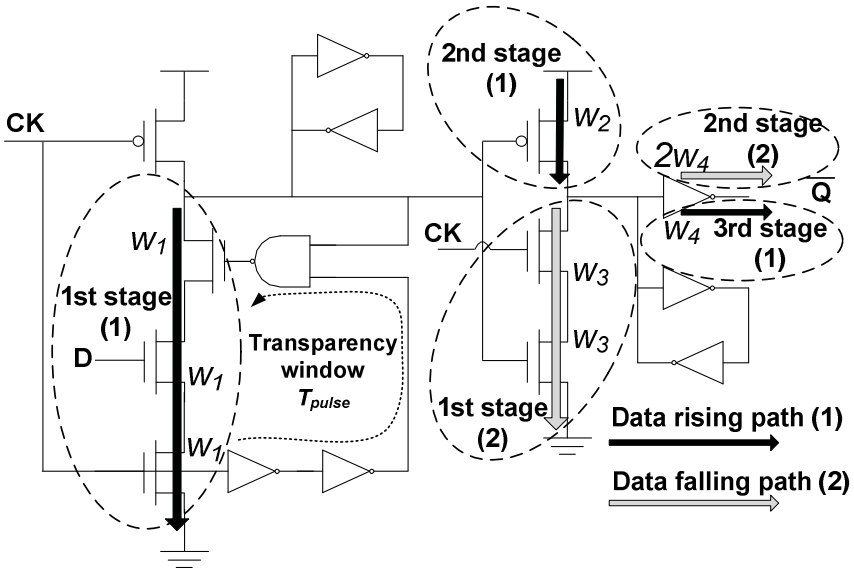 2nd stage
(1)
CK
W2
2nd stage
(2)
2W4
Q
W4
3rd stage
(1)
W1
CK
1st stage
(1)
W3
D
Transparency
window
Tpulse
W1
W3
1st stage
(2)
W1
Data rising path (1)
Data falling path (2)